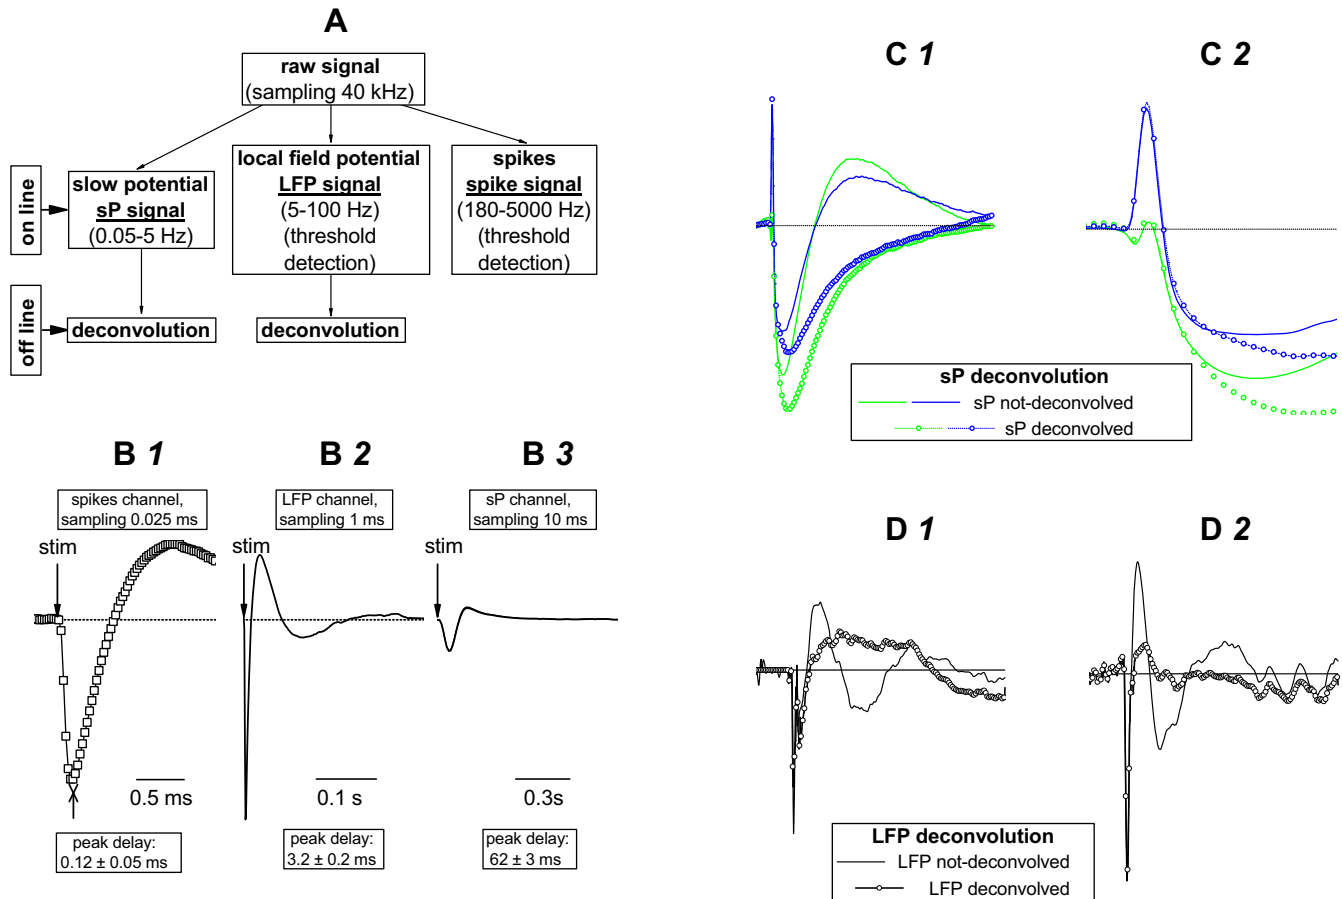 A
raw signal
(sampling 40 kHz)
on line
slow potential
sP signal
(0.05-5 Hz)
local field potential
LFP signal
(5-100 Hz)
(threshold
detection)
spikes
spike signal
(180-5000 Hz)
(threshold
detection)
off line
deconvolution
deconvolution
B 1
spikes channel,
sampling 0.025 ms
stim
0.5 ms
peak delay:
0.12 ± 0.05 ms
B 2
LFP channel,
sampling 1 ms
stim
0.1 s
peak delay:
3.2 ± 0.2 ms
B 3
sP channel,
sampling 10 ms
stim
0.3s
peak delay:
62 ± 3 ms
C 1
C 2
sP deconvolution
sP not-deconvolved
sP deconvolved
D 1
D 2
LFP deconvolution
LFP not-deconvolved
LFP deconvolved